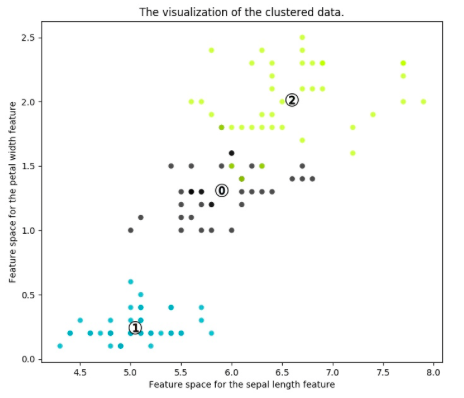 The visualization of the clustered data.
2.5
2.0
1.5
1.0
0.5
0.0
Feature space for the petal width feature
2
0
1
4.5 5.0 5.5 6.0 6.5 7.0 7.5 8.0
Feature space for the sepal length feature